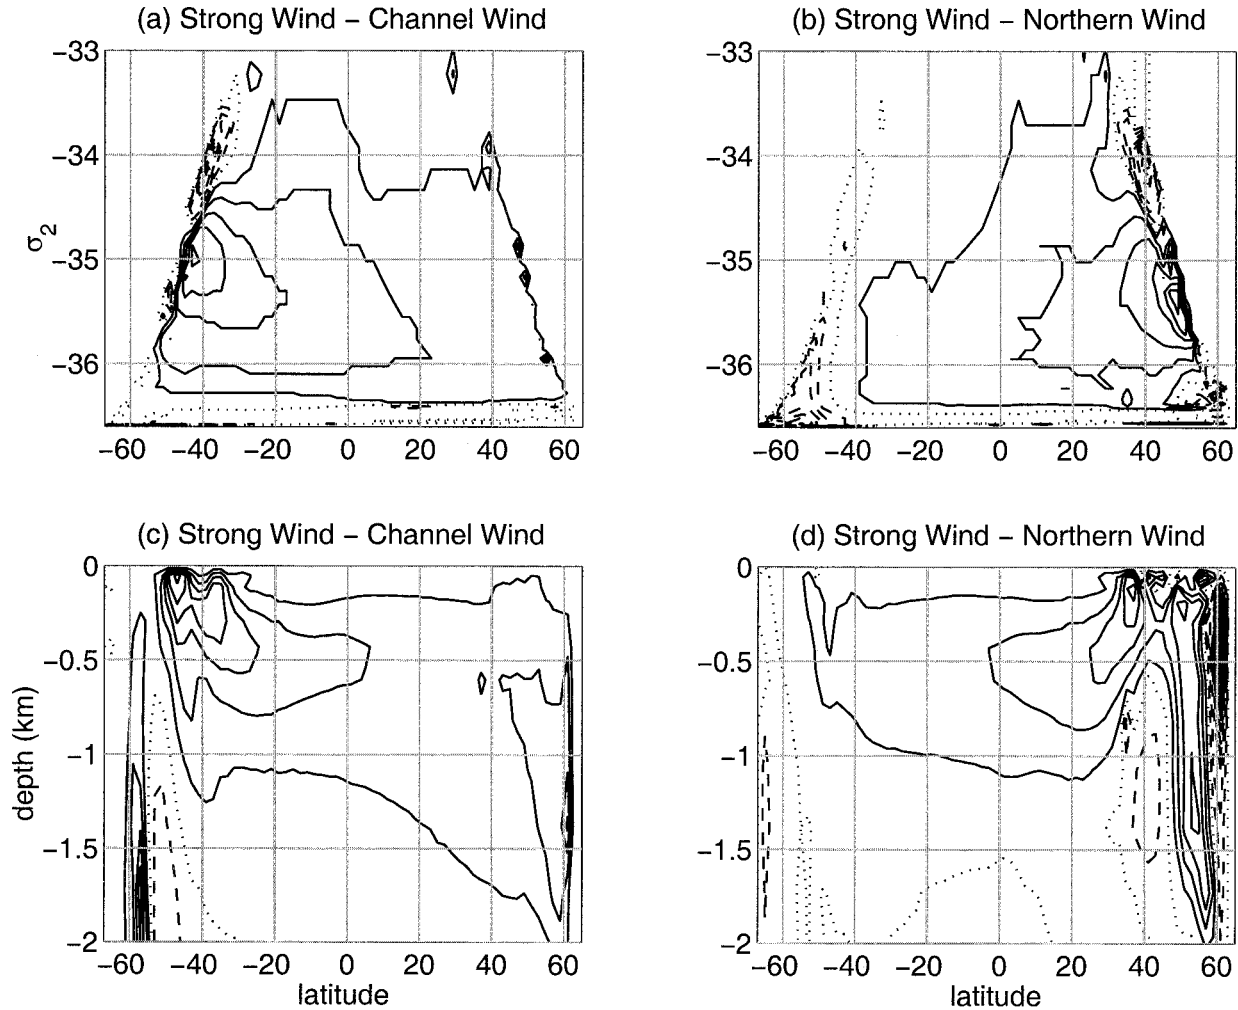 (a) Strong Wind – Channel Wind
(b) Strong Wind – Northern Wind
−33
−34
−35
−36
σ2
−60 −40 −20 0 20 40 60
−33
−34
−35
−36
−60 −40 −20 0 20 40 60
(c) Strong Wind – Channel Wind
(d) Strong Wind – Northern Wind
0
−0.5
−1
−1.5
−2
depth (km)
−60 −40 −20 0 20 40 60
latitude
0
−0.5
−1
−1.5
−2
−60 −40 −20 0 20 40 60
latitude